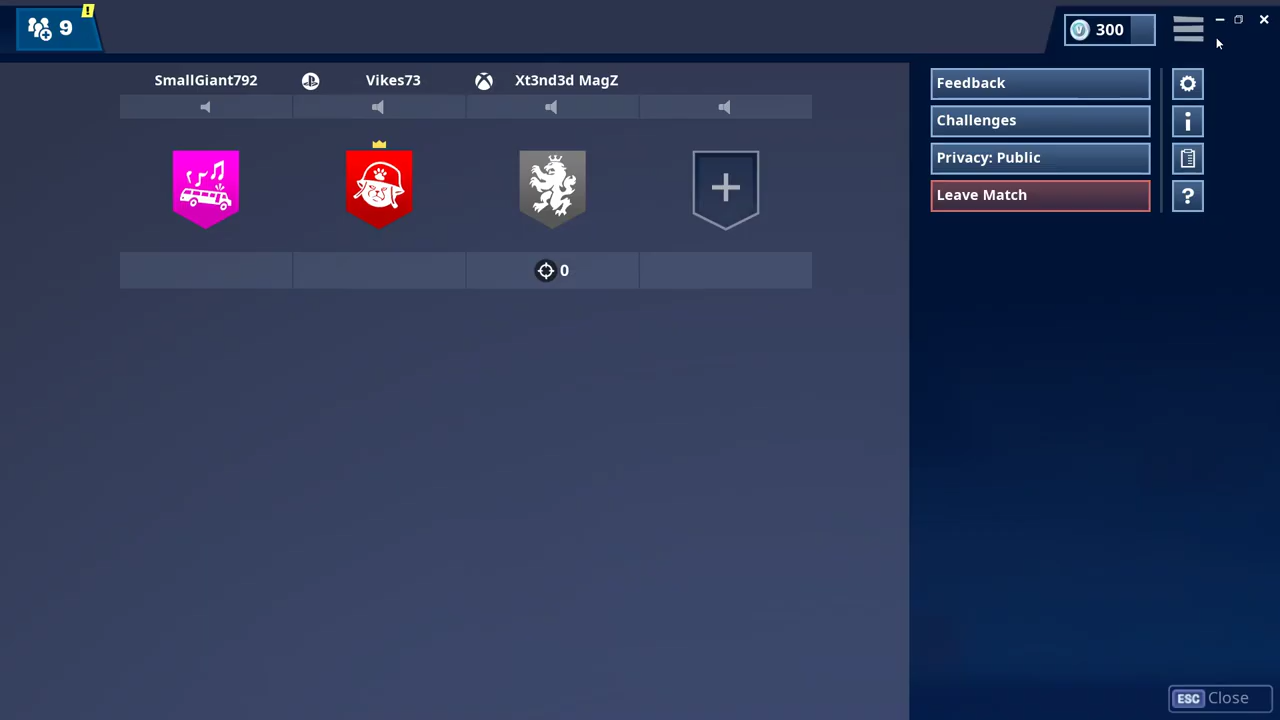 9
!
300
SmallGiant792
Vikes73
Xt3nd3d MagZ
0
Feedback
Challenges
Privacy: Public
Leave Match
i
?
ESC Close